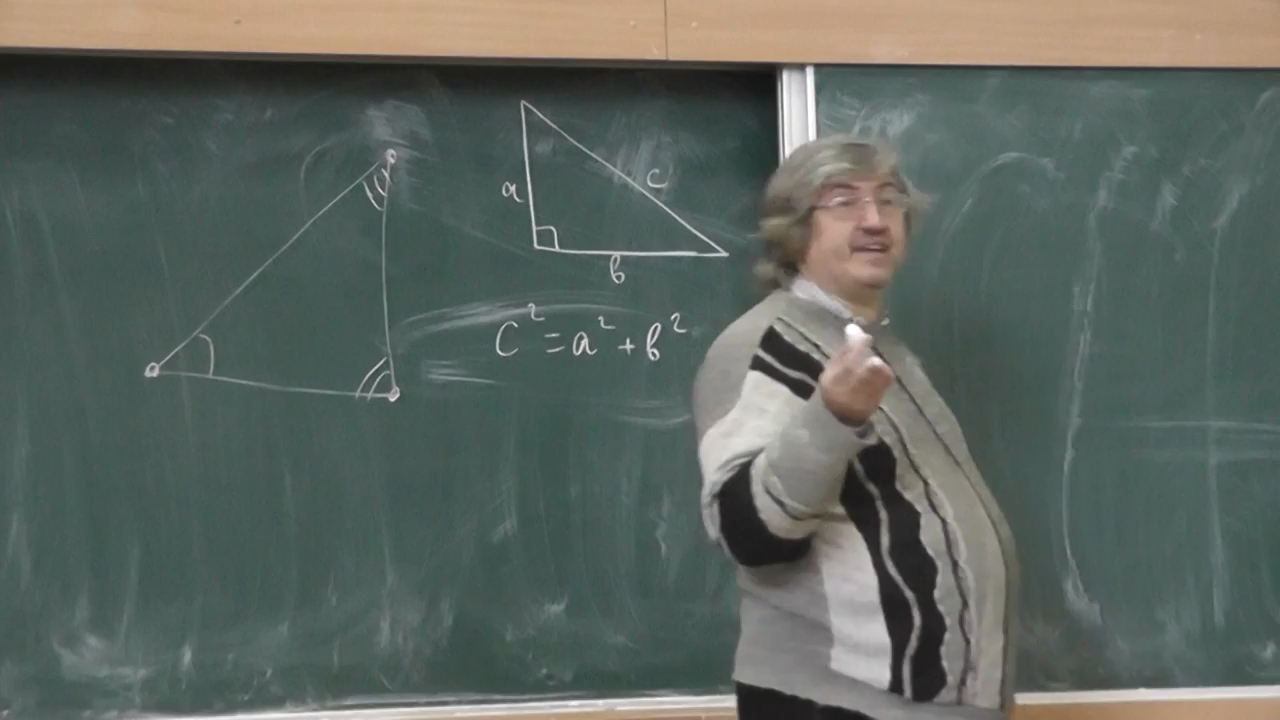 a
c
b
c² = a² + b²